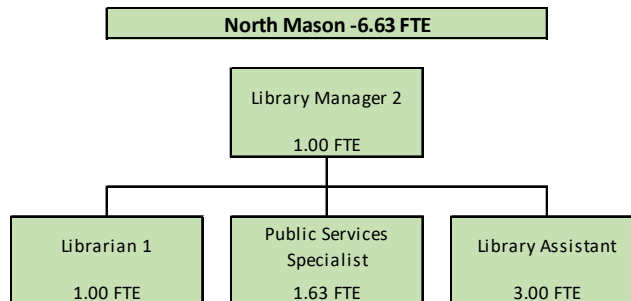 North Mason -6.63 FTE
Library Manager 2
1.00 FTE
Librarian 1
1.00 FTE
Public Services
Specialist
1.63 FTE
Library Assistant
3.00 FTE